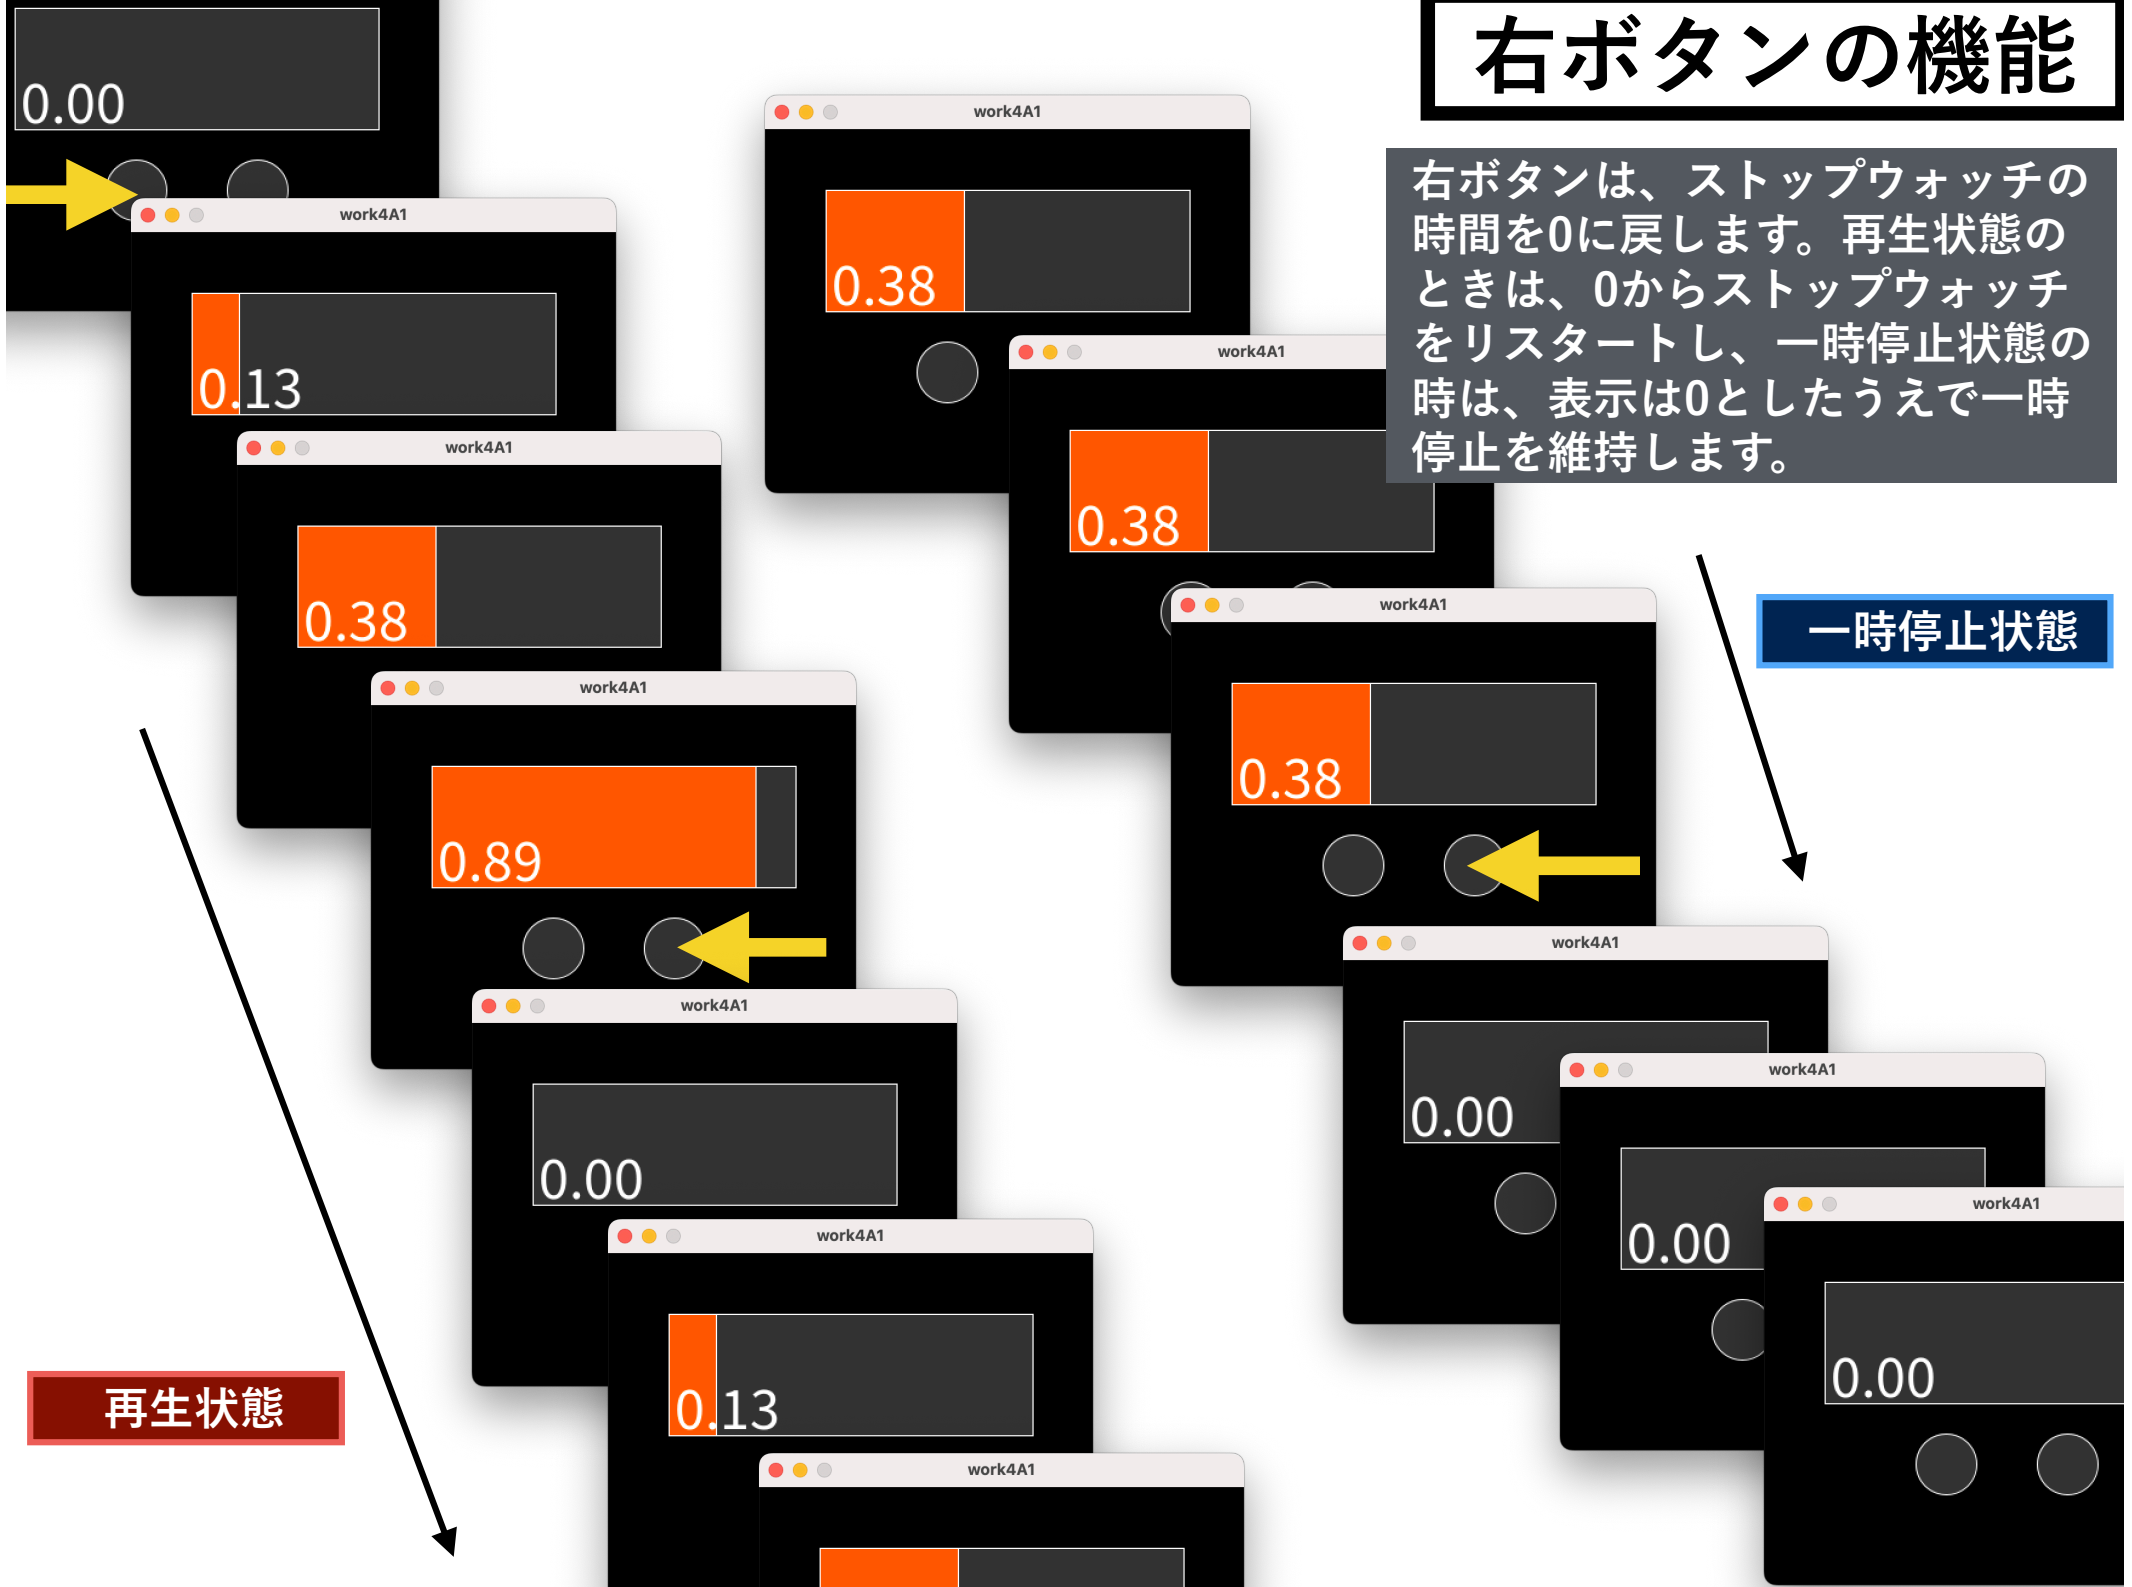 右ボタンの機能
右ボタンは、ストップウォッチの
時間を0に戻します。再生状態の
ときは、0からストップウォッチ
をリスタートし、一時停止状態の
時は、表示は0としたうえで一時
停止を維持します。
0.00
work4A1
0.13
work4A1
0.38
work4A1
0.89
work4A1
0.00
work4A1
0.13
work4A1
再生状態
work4A1
0.38
work4A1
0.38
work4A1
0.38
work4A1
0.00
work4A1
0.00
work4A1
0.00
一時停止状態